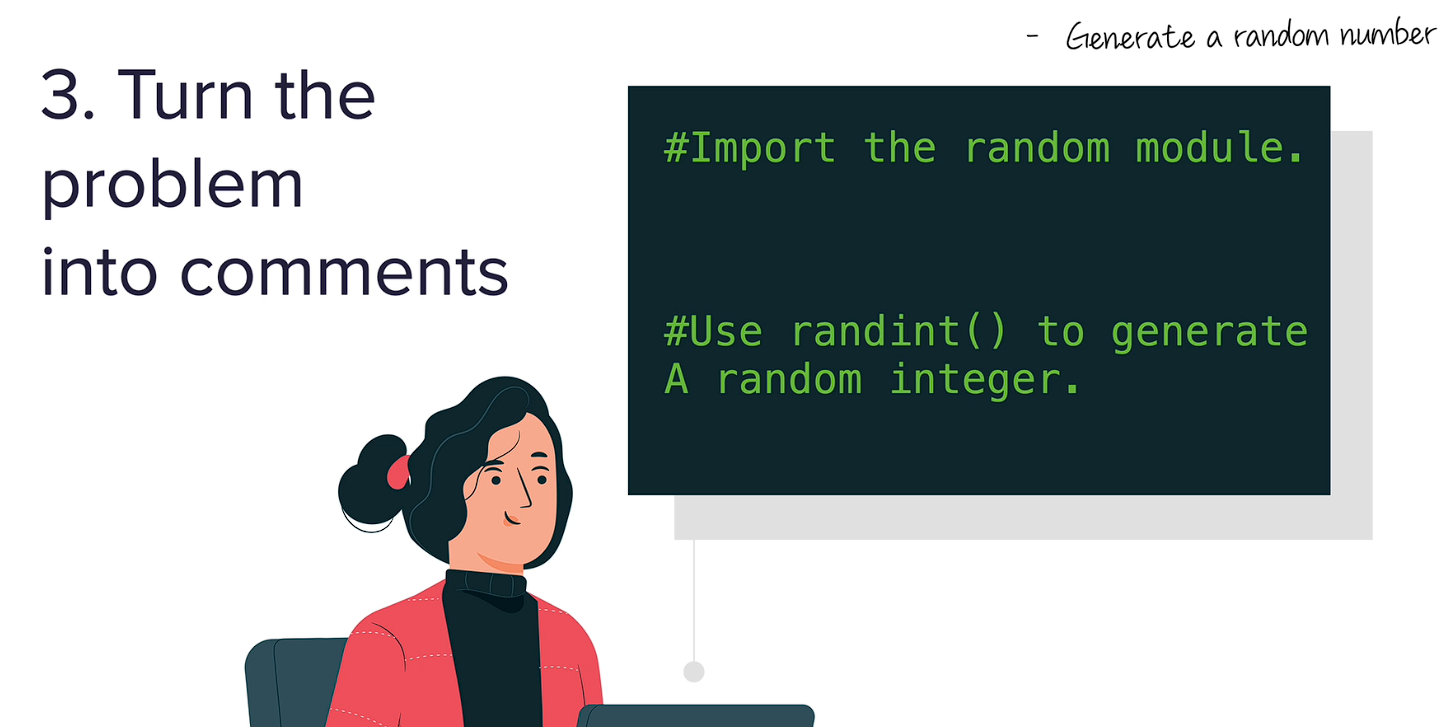 - Generate a random number
3. Turn the
problem
into comments
#Import the random module.
#Use randint() to generate
A random integer.